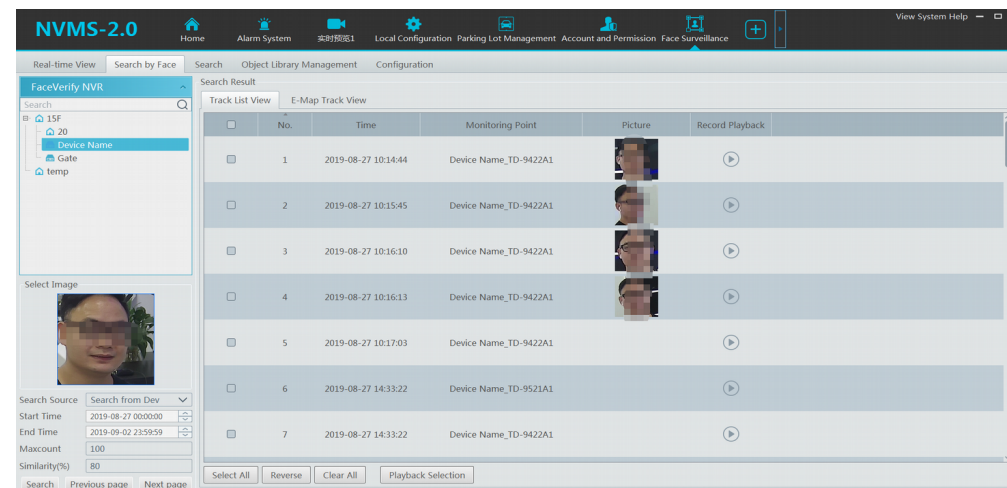 NVMS-2.0
Home
Alarm System
实时预览1
Local Configuration
Parking Lot Management
Account and Permission
Face Surveillance
View System Help
Real-time View
Search by Face
Search
Object Library Management
Configuration
FaceVerify NVR
Search
15F
20
Device Name
Gate
temp
Select Image
Search Source Search from Dev
Start Time 2019-08-27 00:00:00
End Time 2019-09-02 23:59:59
Maxcount 100
Similarity(%) 80
Search Previous page Next page
Search Result
Track List View E-Map Track View
No. Time Monitoring Point Picture Record Playback
1 2019-08-27 10:14:44 Device Name_TD-9422A1
2 2019-08-27 10:15:45 Device Name_TD-9422A1
3 2019-08-27 10:16:10 Device Name_TD-9422A1
4 2019-08-27 10:16:13 Device Name_TD-9422A1
5 2019-08-27 10:17:03 Device Name_TD-9422A1
6 2019-08-27 14:33:22 Device Name_TD-9521A1
7 2019-08-27 14:33:22 Device Name_TD-9422A1
Select All Reverse Clear All Playback Selection